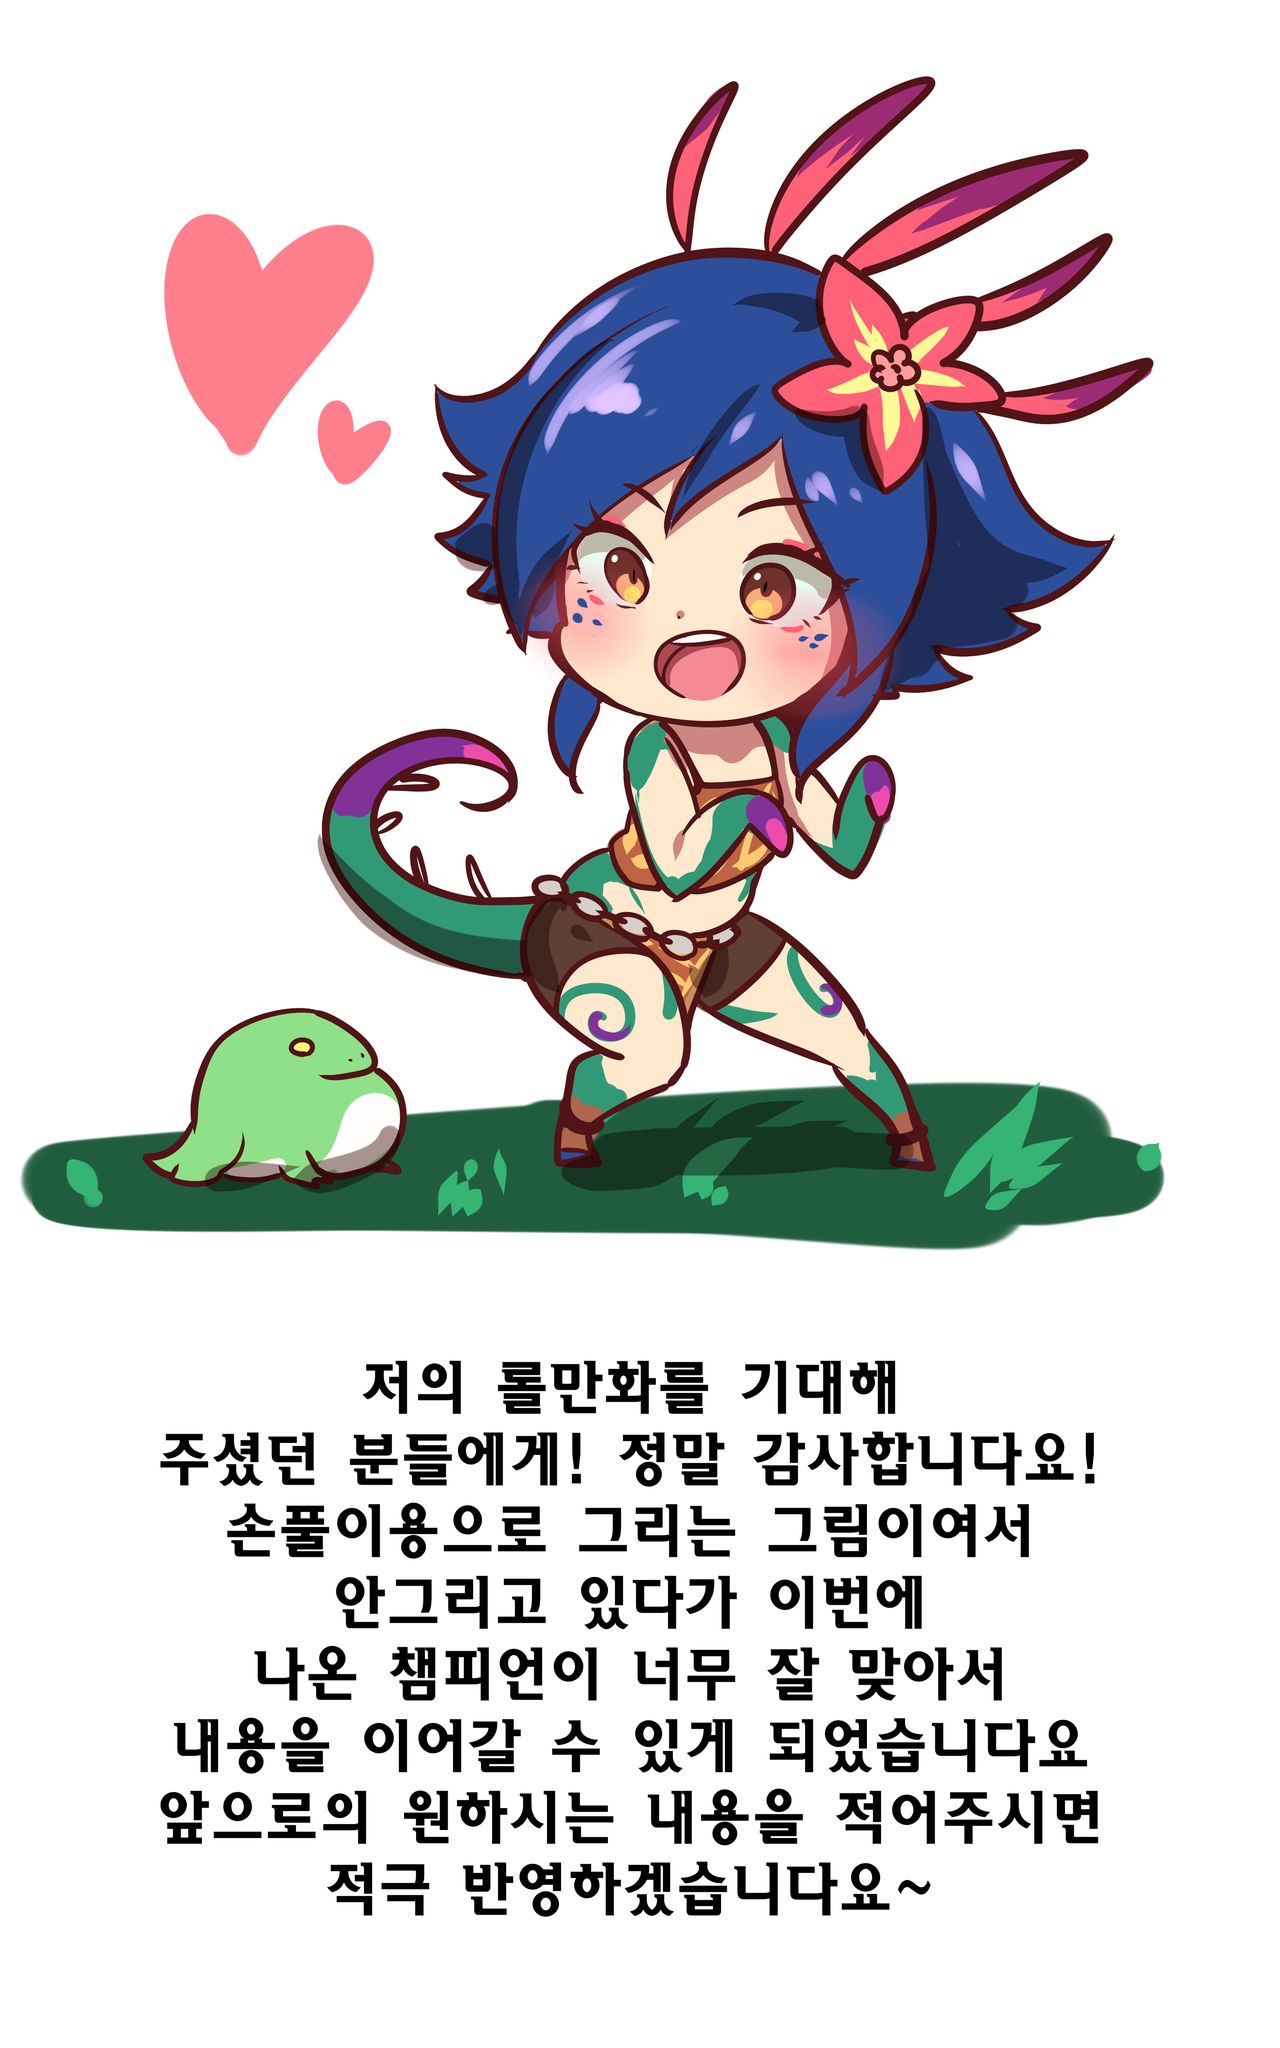 저의 롤만화를 기대해
주셨던 분들에게! 정말 감사합니다요!
손풀이용으로 그리는 그림이여서
안그리고 있다가 이번에
나온 챔피언이 너무 잘 맞아서
내용을 이어갈 수 있게 되었습니다요
앞으로의 원하시는 내용을 적어주시면
적극 반영하겠습니다요~